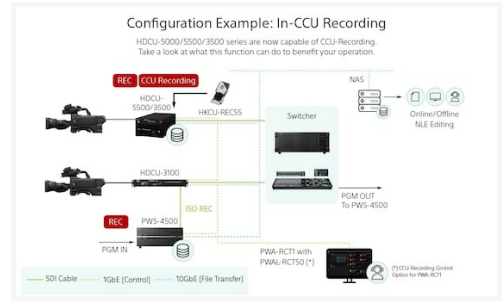 Configuration Example: In-CCU Recording
HDCU-5000/5500/3500 series are now capable of CCU-Recording.
Take a look at what this function can do to benefit your operation.
REC
CCU Recording
HDCU-
5500/3500
HKCU-REC55
NAS
Online/Offline
NLE Editing
Switcher
HDCU-3100
ISO REC
PGM OUT
To PWS-4500
REC
PWS-4500
PGM IN
PWA-RCT1 with
PWAL-RCT50 (*)
(*) CCU-Recording Control
Option for PWA-RCT1
SDI Cable
1GbE (Control)
10GbE (File Transfer)